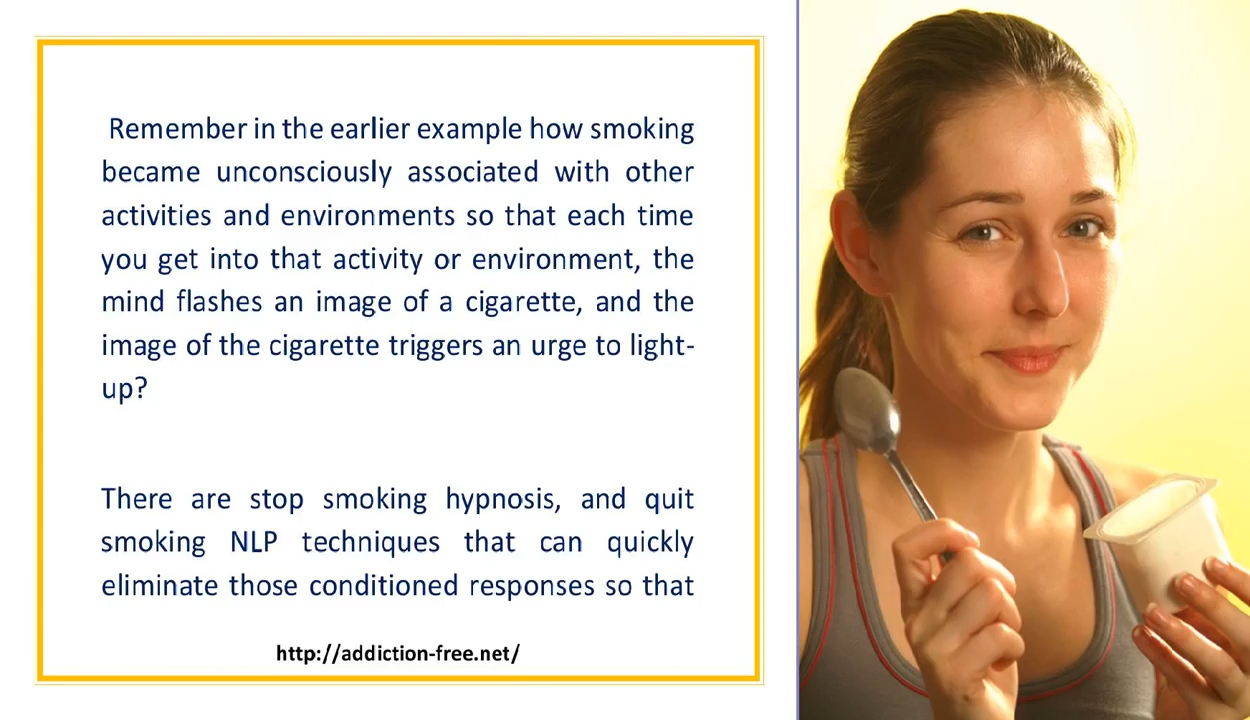 Remember in the earlier example how smoking
became unconsciously associated with other
activities and environments so that each time
you get into that activity or environment, the
mind flashes an image of a cigarette, and the
image of the cigarette triggers an urge to light-
up?
There are stop smoking hypnosis, and quit
smoking NLP techniques that can quickly
eliminate those conditioned responses so that
http://addiction-free.net/